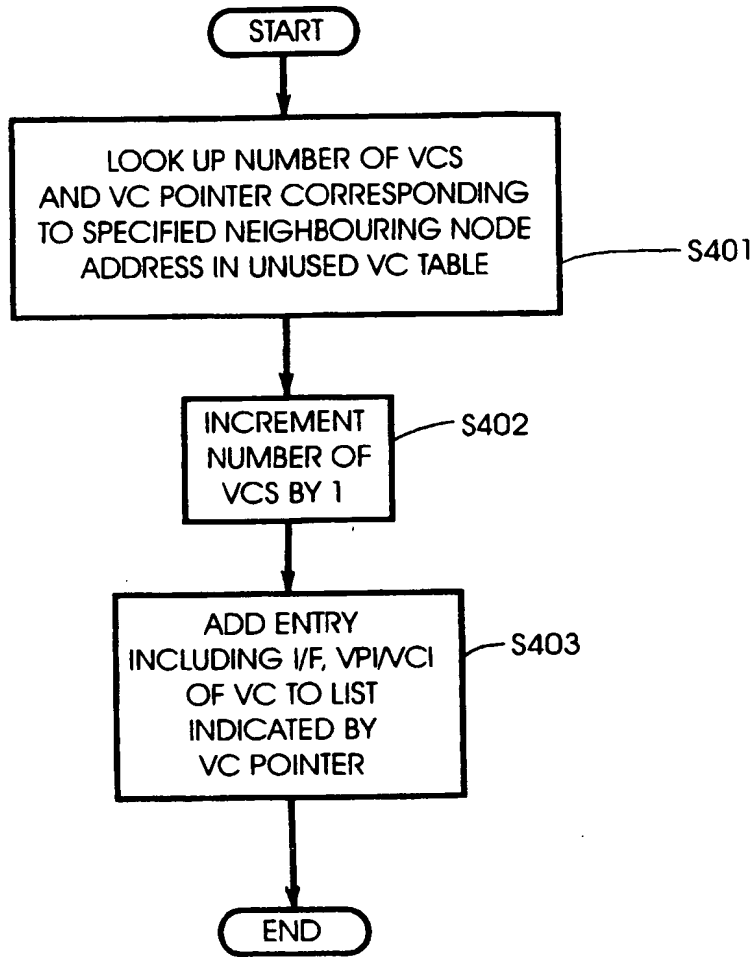 START
LOOK UP NUMBER OF VCS
AND VC POINTER CORRESPONDING
TO SPECIFIED NEIGHBOURING NODE
ADDRESS IN UNUSED VC TABLE
S401
INCREMENT
NUMBER OF
VCS BY 1
S402
ADD ENTRY
INCLUDING I/F, VPI/VCI
OF VC TO LIST
INDICATED BY
VC POINTER
S403
END